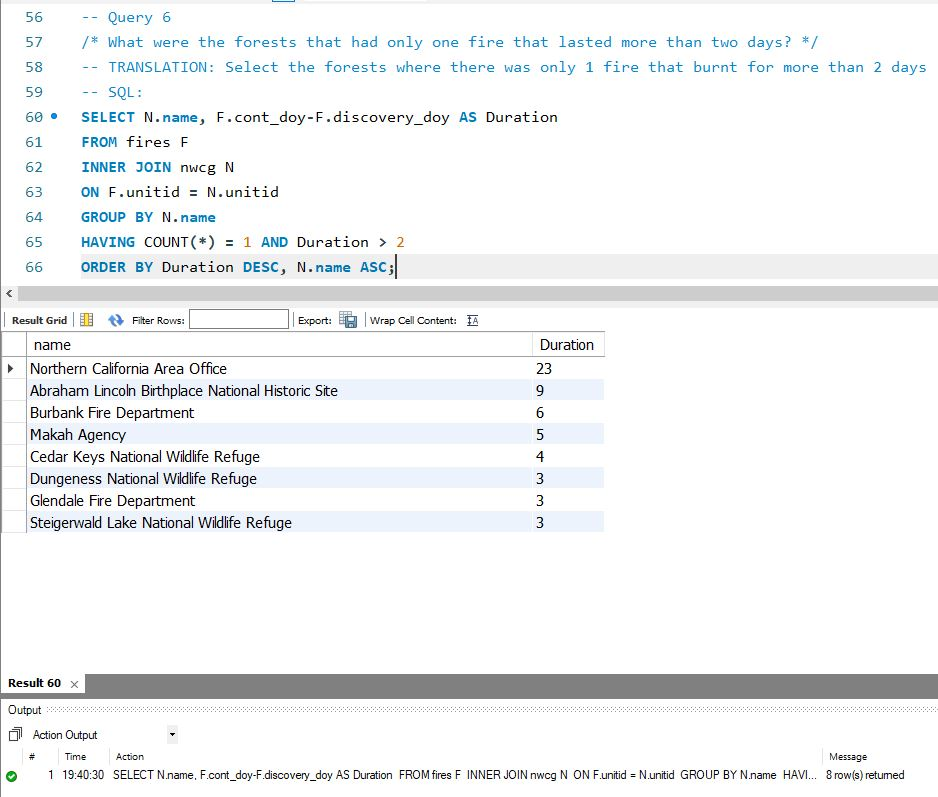 56 -- Query 6
57 /* What were the forests that had only one fire that lasted more than two days? */
58 -- TRANSLATION: Select the forests where there was only 1 fire that burnt for more than 2 days
59 -- SQL:
60 SELECT N.name, F.cont_doy-F.discovery_doy AS Duration
61 FROM fires F
62 INNER JOIN nwcg N
63 ON F.unitid = N.unitid
64 GROUP BY N.name
65 HAVING COUNT(*) = 1 AND Duration > 2
66 ORDER BY Duration DESC, N.name ASC;
Result Grid Filter Rows: Export: Wrap Cell Content: IA
name Duration
Northern California Area Office 23
Abraham Lincoln Birthplace National Historic Site 9
Burbank Fire Department 6
Makah Agency 5
Cedar Keys National Wildlife Refuge 4
Dungeness National Wildlife Refuge 3
Glendale Fire Department 3
Steigerwald Lake National Wildlife Refuge 3
Result 60 ×
Output
Action Output
# Time Action Message
1 19:40:30 SELECT N.name, F.cont_doy-F.discovery_doy AS Duration FROM fires F INNER JOIN nwcg N ON F.unitid = N.unitid GROUP BY N.name HAVI... 8 row(s) returned